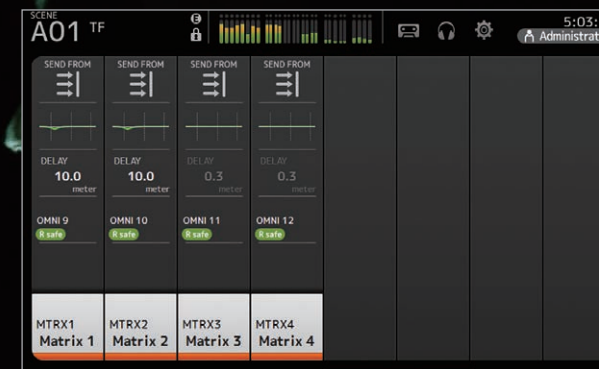 SCENE
A01 TF
E
5:03:
Administrat
SEND FROM SEND FROM SEND FROM SEND FROM
DELAY DELAY DELAY DELAY
10.0 10.0 0.3 0.3
meter meter meter meter
OMNI 9 OMNI 10 OMNI 11 OMNI 12
R safe R safe R safe R safe
MTRX1 MTRX2 MTRX3 MTRX4
Matrix 1 Matrix 2 Matrix 3 Matrix 4